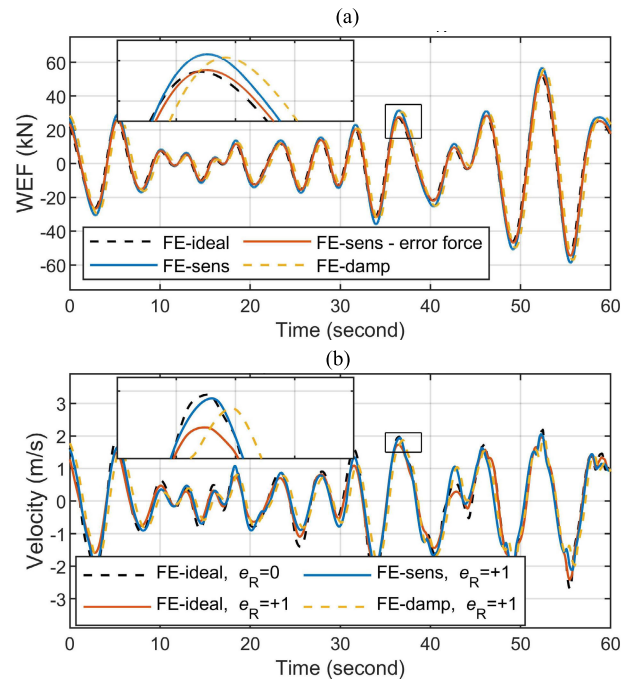 (a)
60
40
20
0
-20
-40
-60
WEF (kN)
FE-ideal
FE-sens - error force
FE-sens
FE-damp
0 10 20 30 40 50 60
Time (second)
(b)
3
2
1
0
-1
-2
-3
Velocity (m/s)
FE-ideal, eR=0
FE-sens, eR=+1
FE-ideal, eR=+1
FE-damp, eR=+1
0 10 20 30 40 50 60
Time (second)